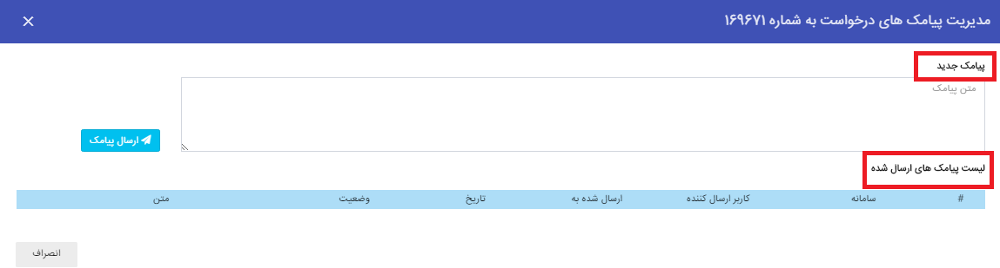 مدیریت پیامک های درخواست به شماره ۱۶۹۶۷۱
پیامک جدید
متن پیامک
ارسال پیامک
لیست پیامک های ارسال شده
# سامانه کاربر ارسال کننده ارسال شده به تاریخ وضعیت متن
انصراف